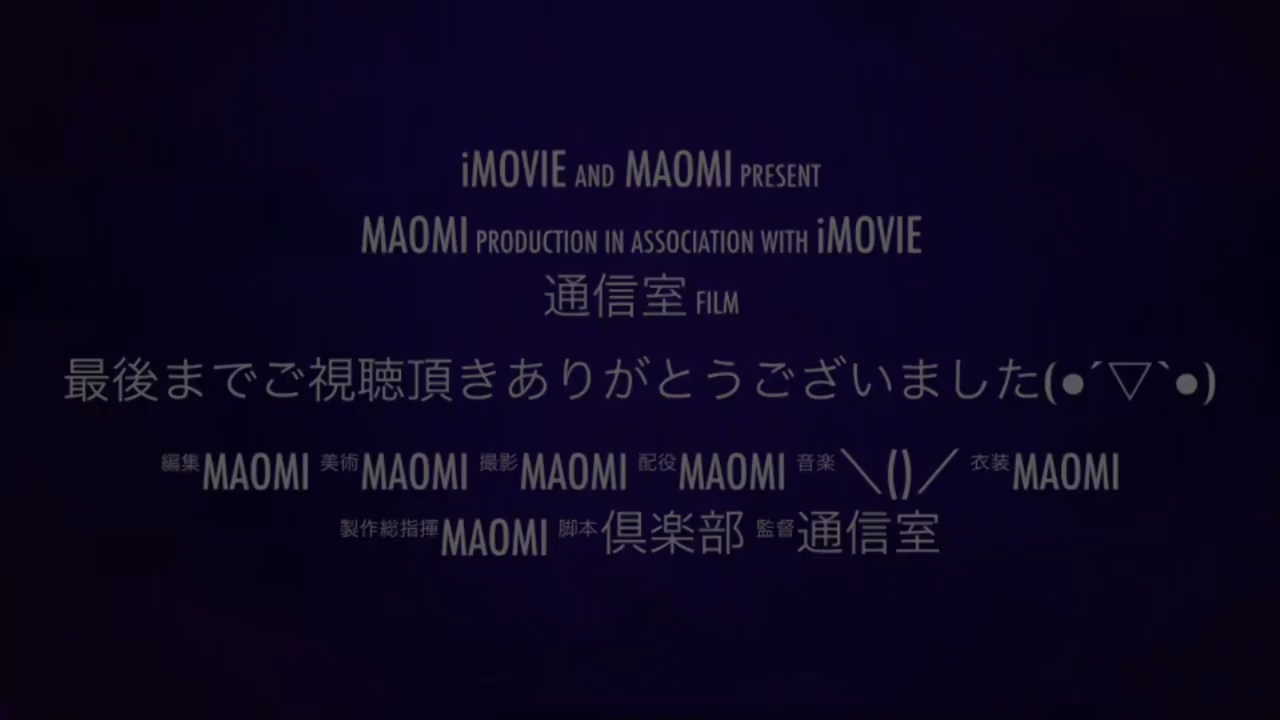 iMOVIE AND MAOMI PRESENT
MAOMI PRODUCTION IN ASSOCIATION WITH iMOVIE
通信室 FILM
最後までご視聴頂きありがとうございました(●´▽`●)
編集MAOMI 美術MAOMI 撮影MAOMI 配役MAOMI 音楽＼()／ 衣装MAOMI
製作総指揮MAOMI 脚本倶楽部 監督通信室